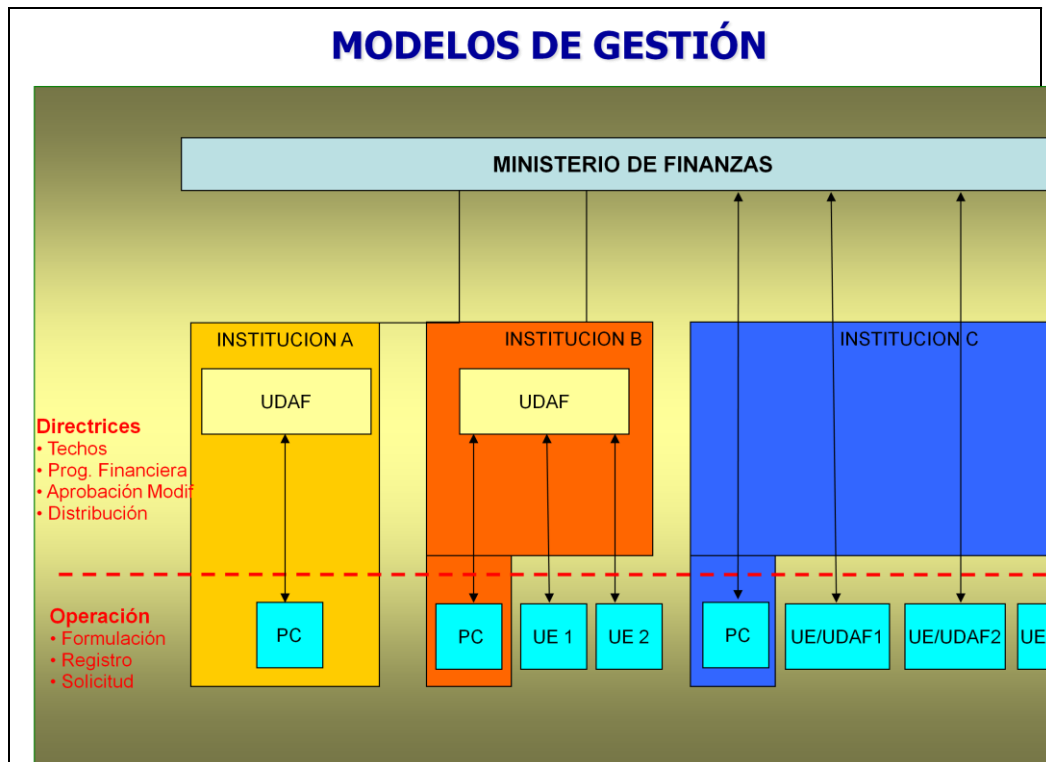 MODELOS DE GESTIÓN
MINISTERIO DE FINANZAS
INSTITUCION A
INSTITUCION B
INSTITUCION C
UDAF
UDAF
Directrices
• Techos
• Prog. Financiera
• Aprobación Modif
• Distribución
Operación
• Formulación
• Registro
• Solicitud
PC
PC
UE 1
UE 2
PC
UE/UDAF1
UE/UDAF2
UE